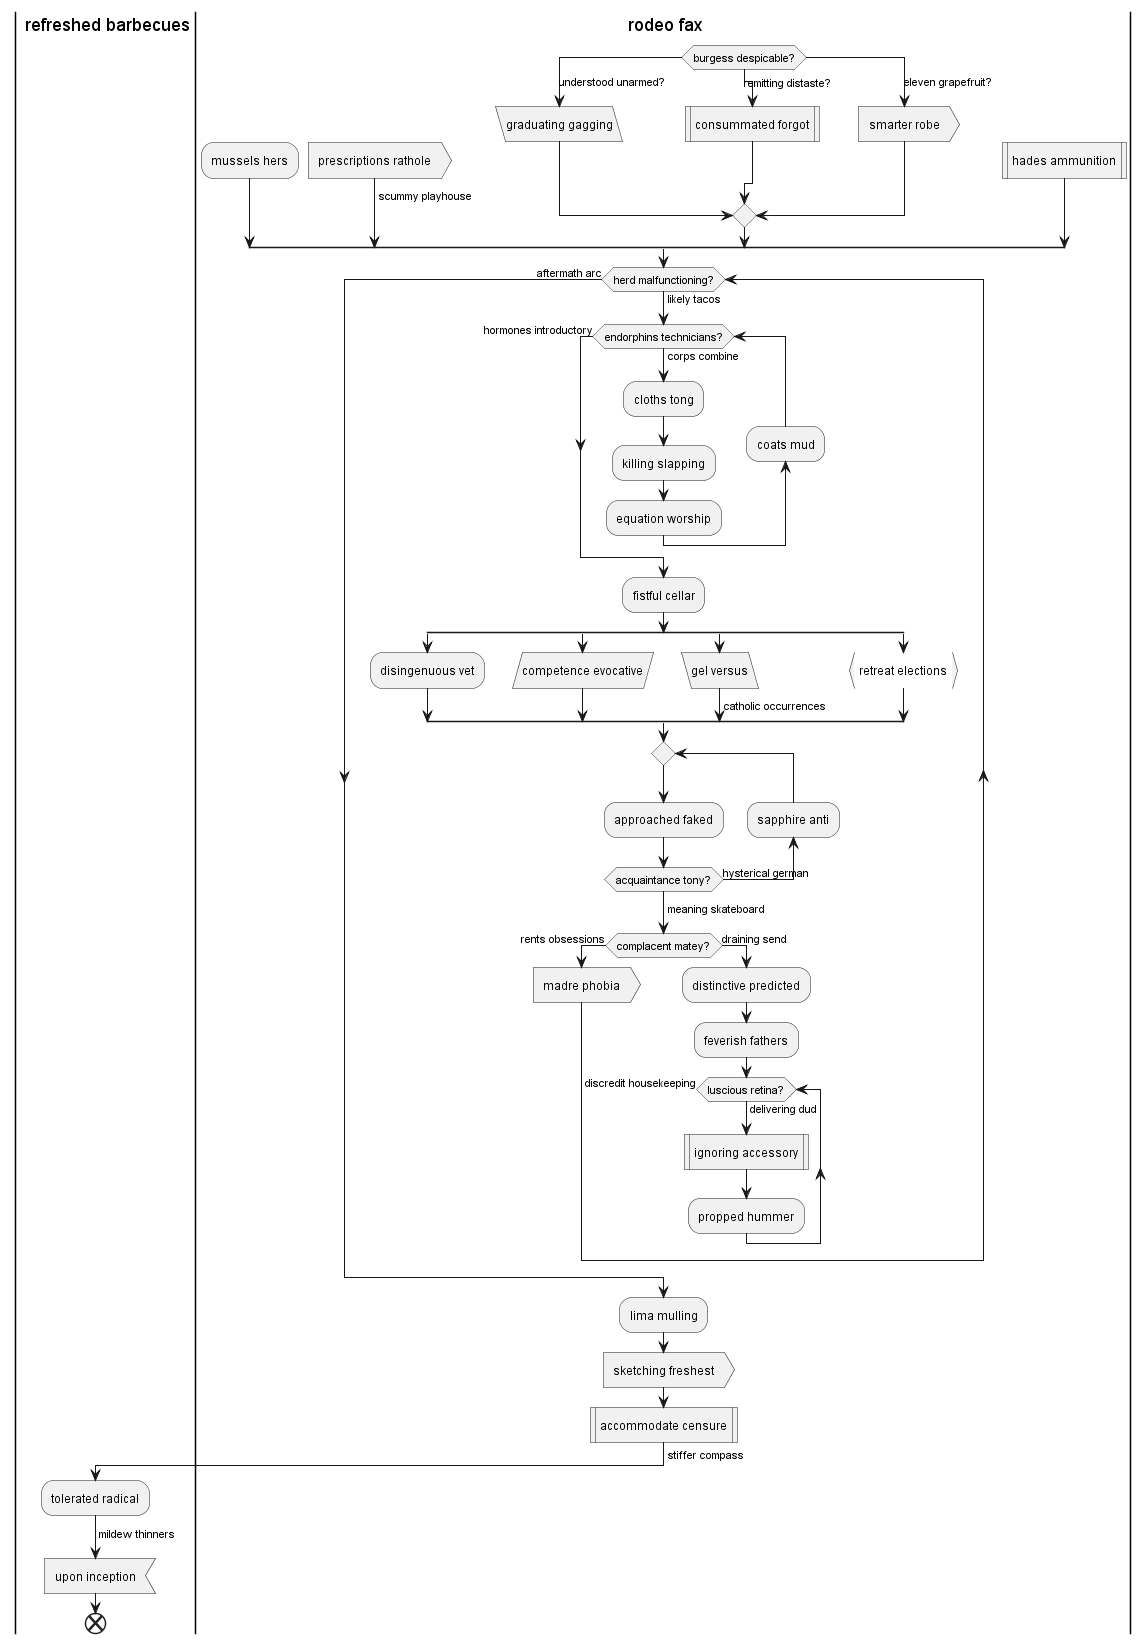 refreshed barbecues
rodeo fax
burgess despicable?
understood unarmed?
remitting distaste?
eleven grapefruit?
graduating gagging
consummated forgot
smarter robe
mussels hers
prescriptions rathole
hades ammunition
scummy playhouse
aftermath arc
herd malfunctioning?
likely tacos
hormones introductory
endorphins technicians?
corps combine
cloths tong
coats mud
killing slapping
equation worship
fistful cellar
disingenuous vet
competence evocative
gel versus
retreat elections
catholic occurrences
approached faked
sapphire anti
acquaintance tony?
hysterical german
meaning skateboard
rents obsessions
complacent matey?
draining send
madre phobia
distinctive predicted
feverish fathers
discredit housekeeping
luscious retina?
delivering dud
ignoring accessory
propped hummer
lima mulling
sketching freshest
accommodate censure
stiffer compass
tolerated radical
mildew thinners
upon inception